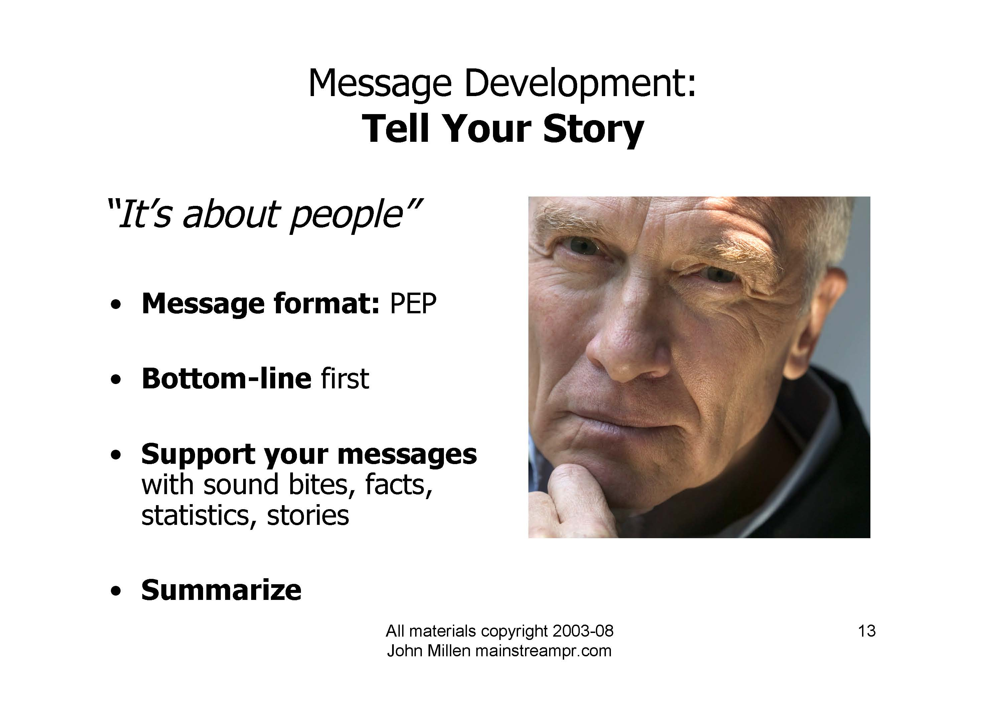 Message Development:
Tell Your Story
“It’s about people”
• Message format: PEP
• Bottom-line first
• Support your messages
with sound bites, facts,
statistics, stories
• Summarize
All materials copyright 2003-08
John Millen mainstreampr.com
13